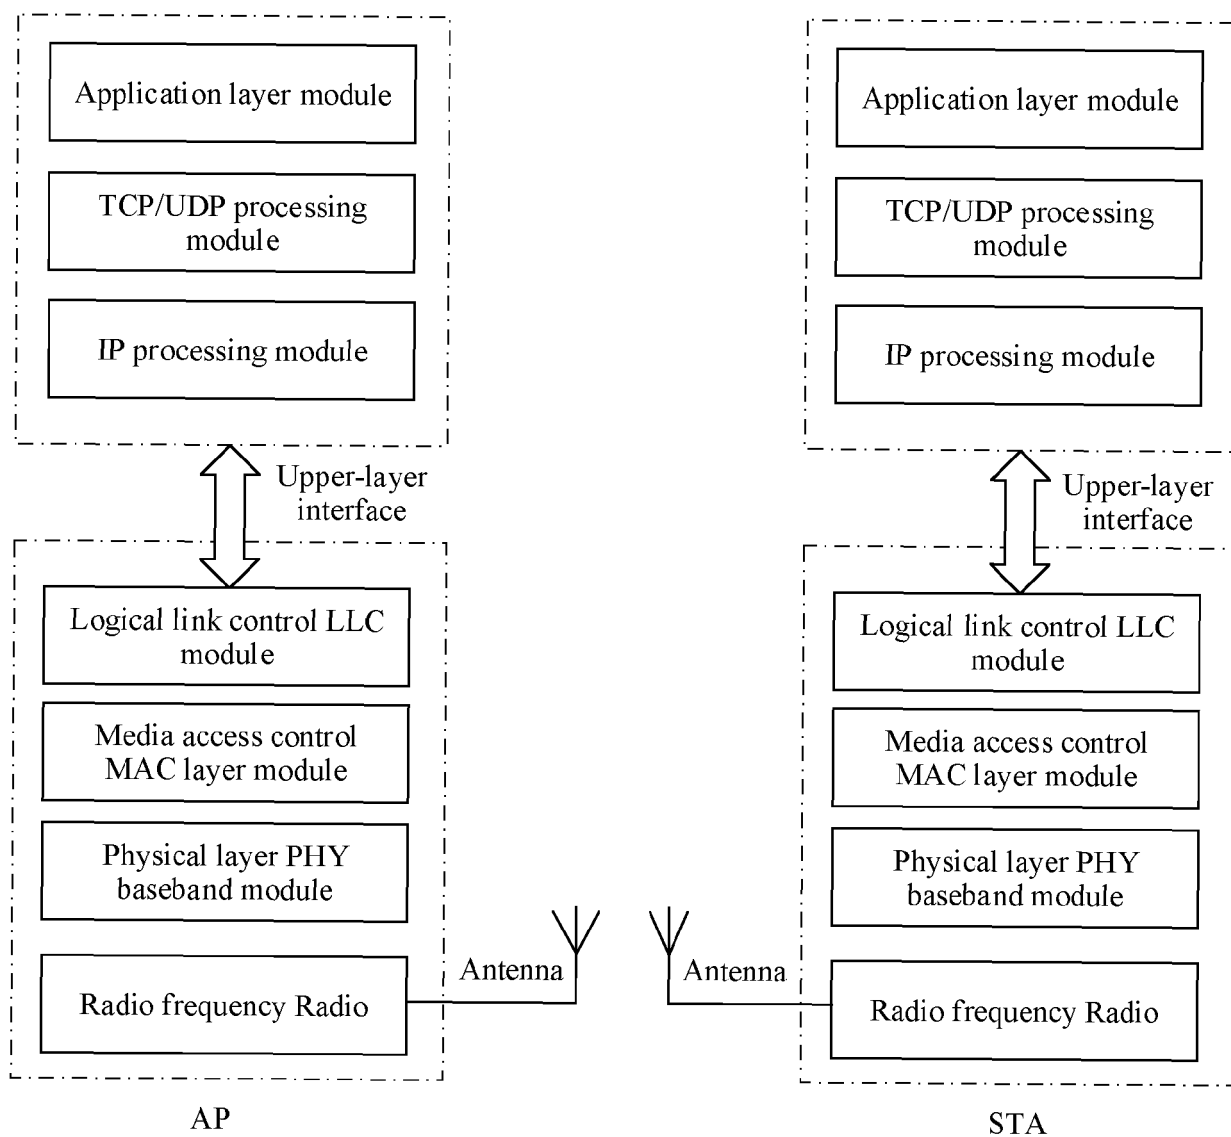 Application layer module
TCP/UDP processing
module
IP processing module
Upper-layer
interface
Logical link control LLC
module
Media access control
MAC layer module
Physical layer PHY
baseband module
Radio frequency Radio
Antenna
AP
Application layer module
TCP/UDP processing
module
IP processing module
Upper-layer
interface
Logical link control LLC
module
Media access control
MAC layer module
Physical layer PHY
baseband module
Antenna
Radio frequency Radio
STA